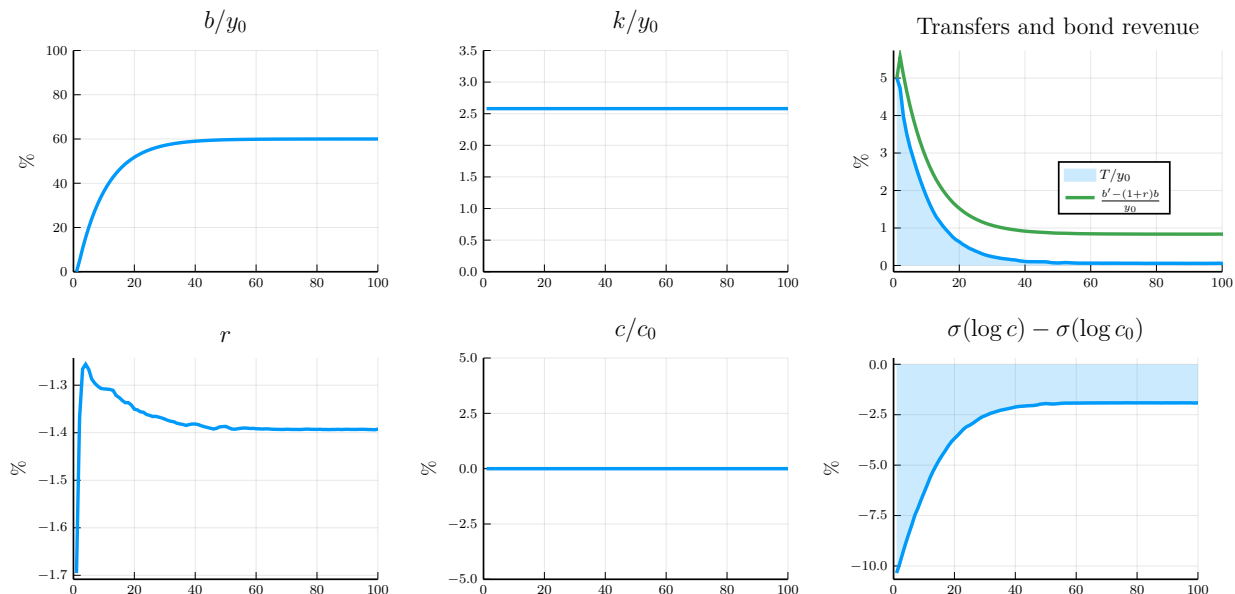 b/y₀
%
100
80
60
40
20
0
0 20 40 60 80 100
k/y₀
3.5
3.0
2.5
2.0
1.5
1.0
0.5
0.0
0 20 40 60 80 100
Transfers and bond revenue
%
5
4
3
2
1
0
0 20 40 60 80 100
T/y₀
b′−(1+r)b
y₀
r
%
−1.3
−1.4
−1.5
−1.6
−1.7
0 20 40 60 80 100
c/c₀
%
5.0
2.5
0.0
−2.5
−5.0
0 20 40 60 80 100
σ(log c) − σ(log c₀)
%
0.0
−2.5
−5.0
−7.5
−10.0
0 20 40 60 80 100